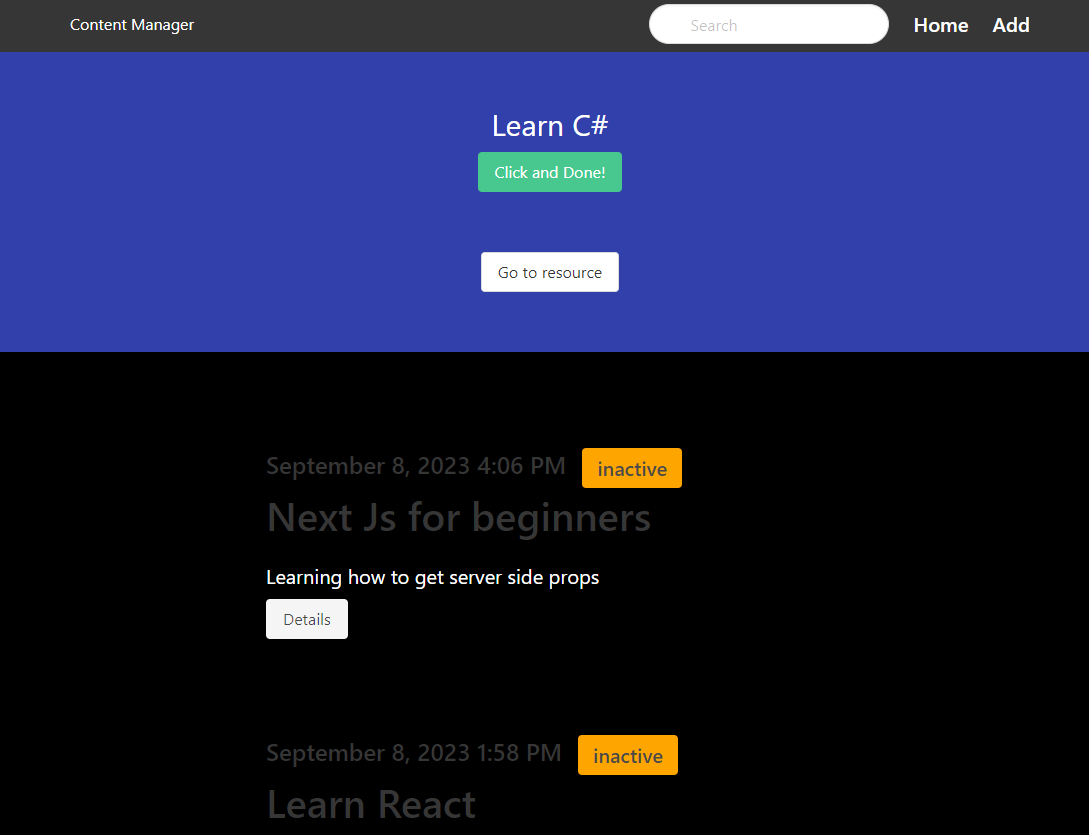 Content Manager
Search
Home
Add
Learn C#
Click and Done!
Go to resource
September 8, 2023 4:06 PM
inactive
Next Js for beginners
Learning how to get server side props
Details
September 8, 2023 1:58 PM
inactive
Learn React